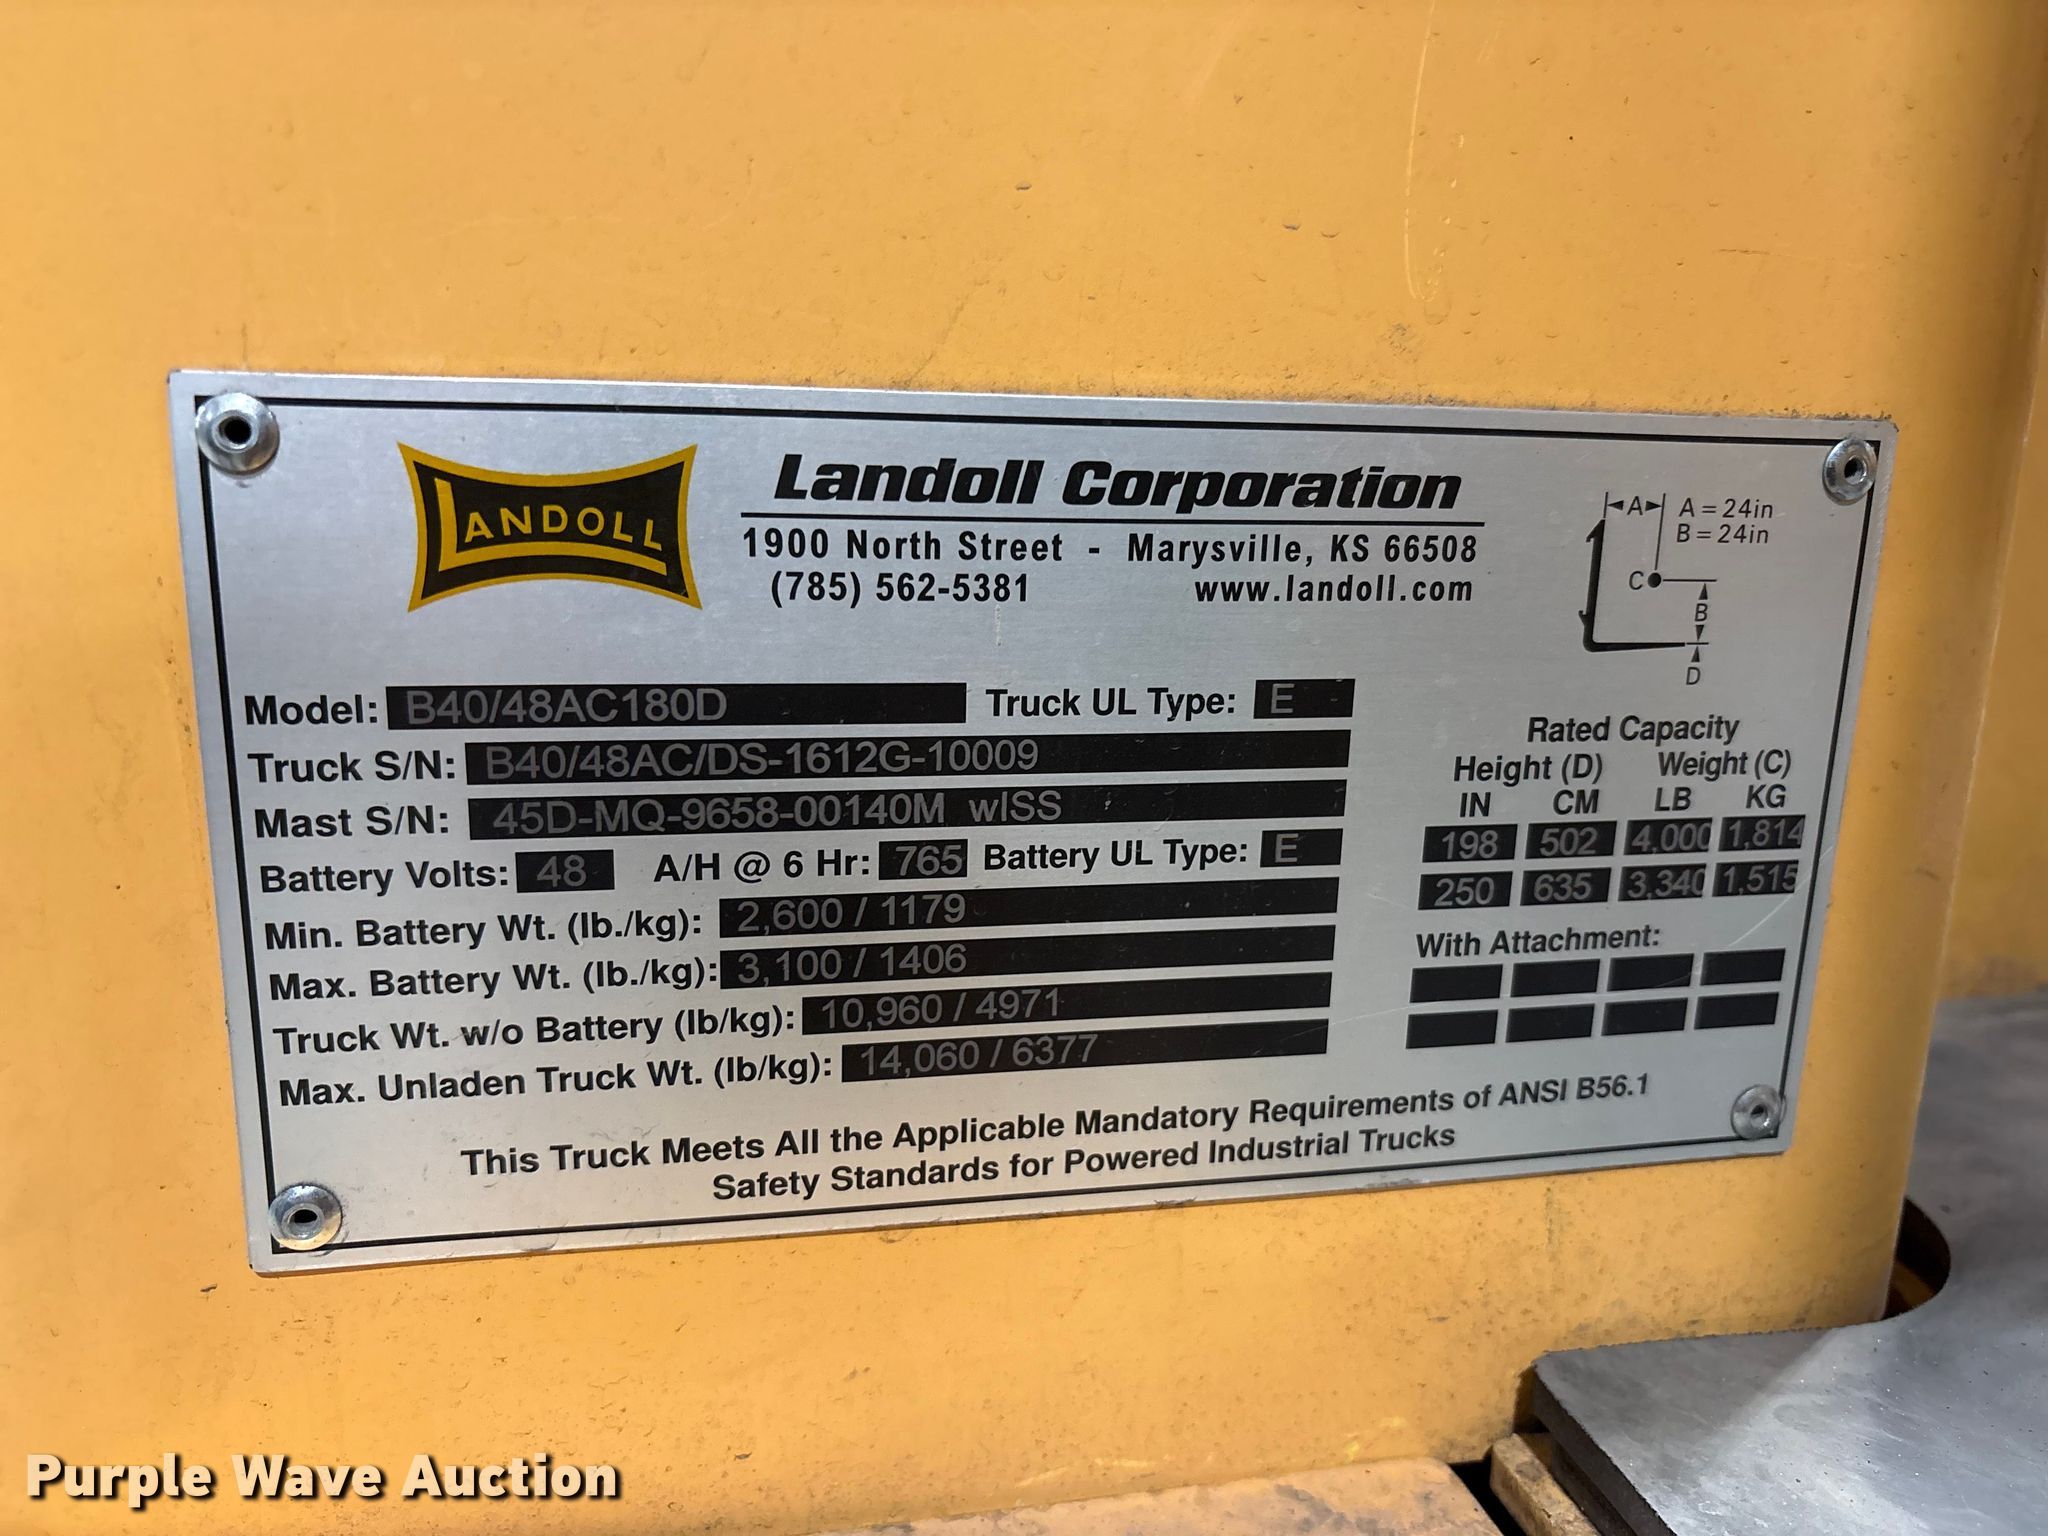 LANDOLL
Landoll Corporation
1900 North Street - Marysville, KS 66508
(785) 562-5381 www.landoll.com
A A = 24in
B = 24in
C
B
D
Model: B40/48AC180D Truck UL Type: E
Truck S/N: B40/48AC/DS-1612G-10009
Mast S/N: 45D-MQ-9658-00140M w/SS
Battery Volts: 48 A/H @ 6 Hr: 765 Battery UL Type: E
Min. Battery Wt. (lb./kg): 2,600 / 1179
Max. Battery Wt. (lb./kg): 3,100 / 1406
Truck Wt. w/o Battery (lb/kg): 10,960 / 4971
Max. Unladen Truck Wt. (lb/kg): 14,060 / 6377
Rated Capacity
Height (D) Weight (C)
IN CM LB KG
198 502 4,000 1,814
250 635 3,340 1,515
With Attachment:
This Truck Meets All the Applicable Mandatory Requirements of ANSI B56.1
Safety Standards for Powered Industrial Trucks
Purple Wave Auction